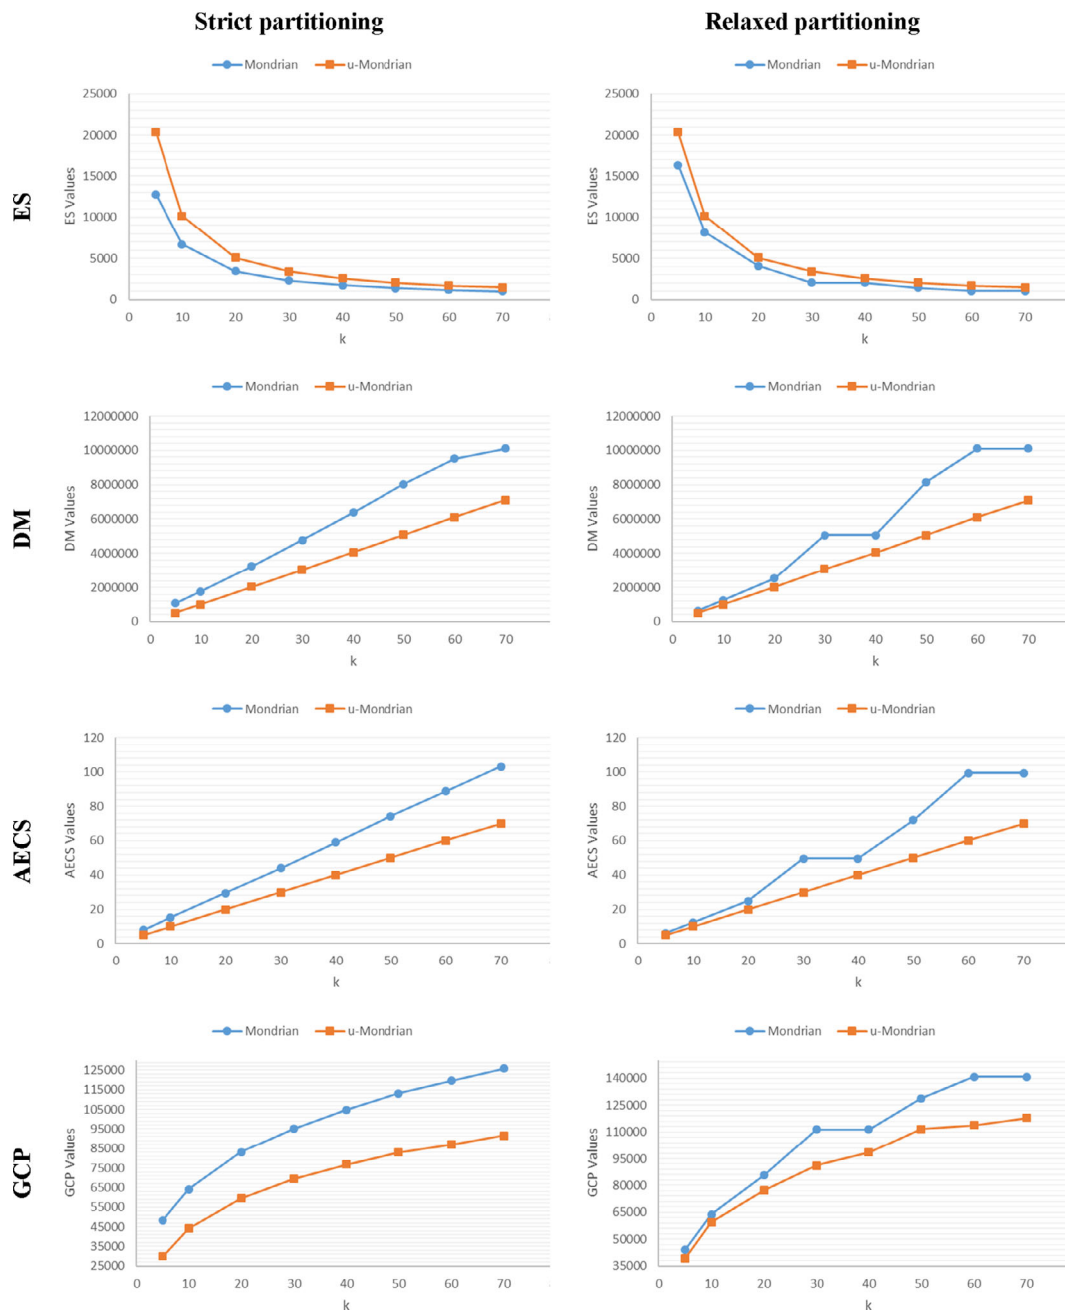 Strict partitioning
Relaxed partitioning
ES
Mondrian u-Mondrian
ES Values
25000
20000
15000
10000
5000
0
0 10 20 30 40 50 60 70
k
Mondrian u-Mondrian
ES Values
25000
20000
15000
10000
5000
0
0 10 20 30 40 50 60 70
k
DM
Mondrian u-Mondrian
DM Values
12000000
10000000
8000000
6000000
4000000
2000000
0
0 10 20 30 40 50 60 70
k
Mondrian u-Mondrian
DM Values
12000000
10000000
8000000
6000000
4000000
2000000
0
0 10 20 30 40 50 60 70
k
AECS
Mondrian u-Mondrian
AECS Values
120
100
80
60
40
20
0
0 10 20 30 40 50 60 70
k
Mondrian u-Mondrian
AECS Values
120
100
80
60
40
20
0
0 10 20 30 40 50 60 70
k
GCP
Mondrian u-Mondrian
GCP Values
125000
115000
105000
95000
85000
75000
65000
55000
45000
35000
25000
0 10 20 30 40 50 60 70
k
Mondrian u-Mondrian
GCP Values
140000
125000
110000
95000
80000
65000
50000
35000
0 10 20 30 40 50 60 70
k